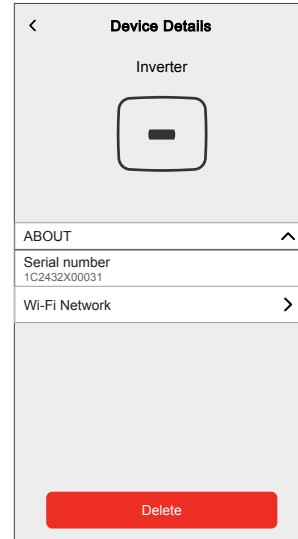 Device Details
Inverter
ABOUT
Serial number
1C2432X00031
Wi-Fi Network
Delete